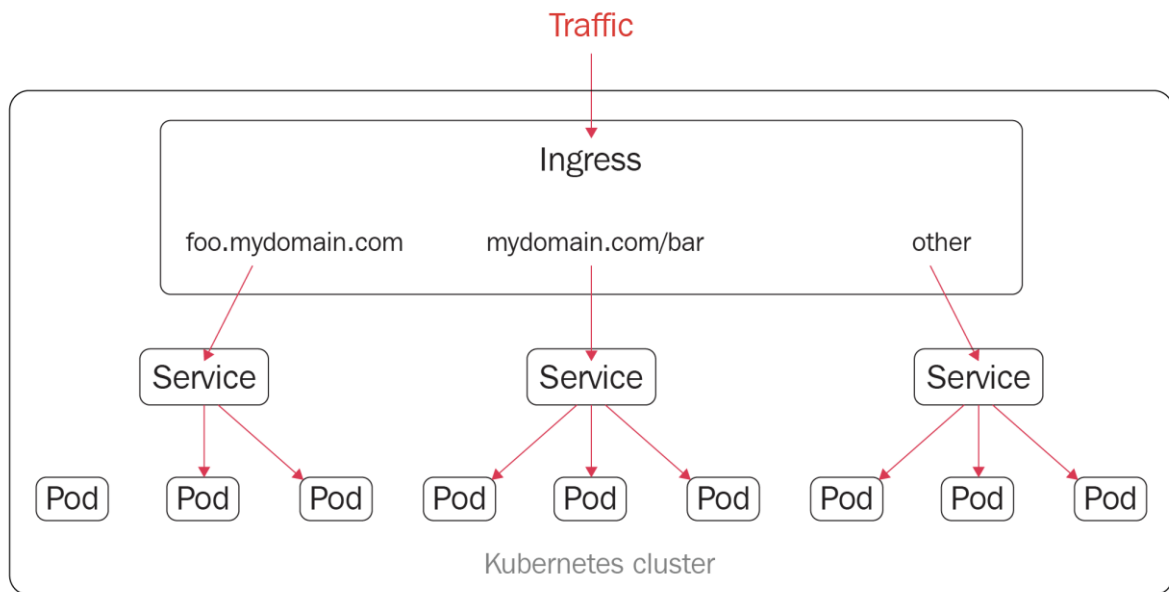 Traffic
Ingress
foo.mydomain.com
mydomain.com/bar
other
Service
Service
Service
Pod
Pod
Pod
Pod
Pod
Pod
Pod
Pod
Pod
Kubernetes cluster